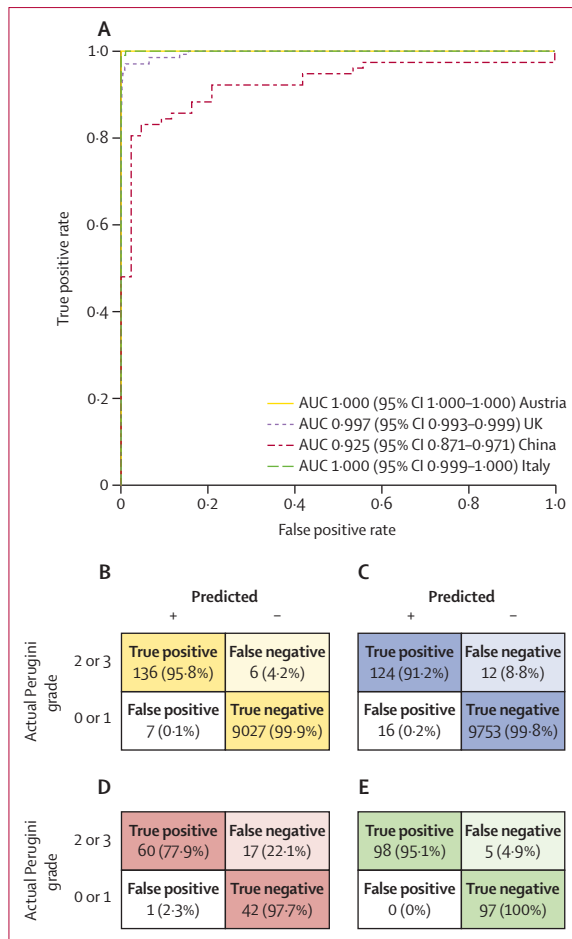 A
1·0
0·8
0·6
0·4
0·2
0
True positive rate
AUC 1·000 (95% CI 1·000–1·000) Austria
AUC 0·997 (95% CI 0·993–0·999) UK
AUC 0·925 (95% CI 0·871–0·971) China
AUC 1·000 (95% CI 0·999–1·000) Italy
0 0·2 0·4 0·6 0·8 1·0
False positive rate
B
Predicted
+ –
Actual Perugini
grade
2 or 3
True positive
136 (95·8%)
False negative
6 (4·2%)
0 or 1
False positive
7 (0·1%)
True negative
9027 (99·9%)
C
Predicted
+ –
True positive
124 (91·2%)
False negative
12 (8·8%)
False positive
16 (0·2%)
True negative
9753 (99·8%)
D
Actual Perugini
grade
2 or 3
True positive
60 (77·9%)
False negative
17 (22·1%)
0 or 1
False positive
1 (2·3%)
True negative
42 (97·7%)
E
True positive
98 (95·1%)
False negative
5 (4·9%)
False positive
0 (0%)
True negative
97 (100%)